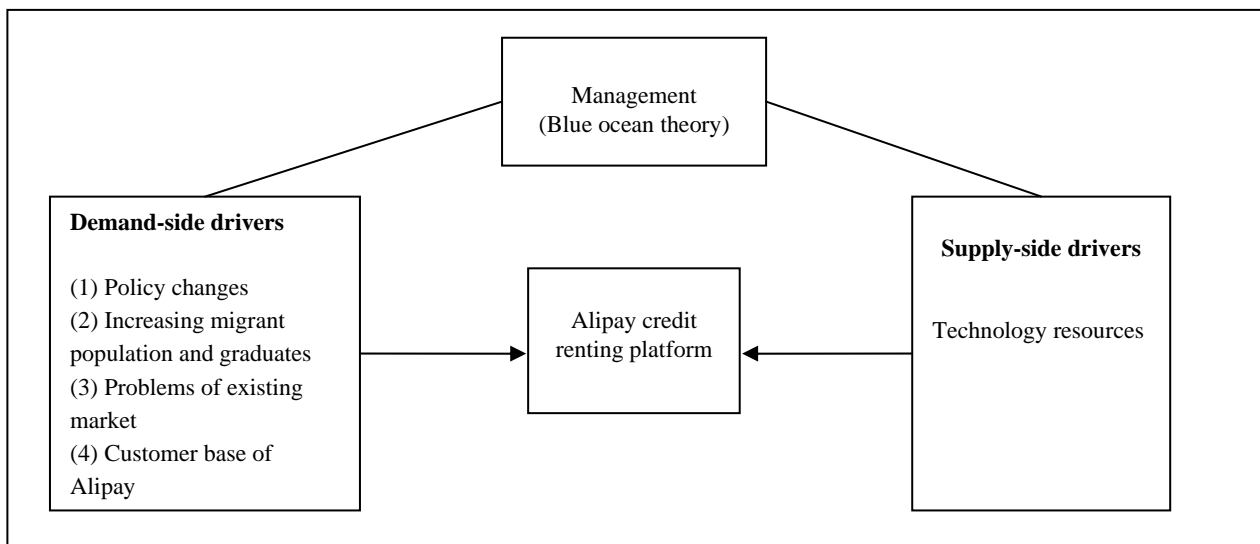 Management
(Blue ocean theory)
Demand-side drivers
(1) Policy changes
(2) Increasing migrant
population and graduates
(3) Problems of existing
market
(4) Customer base of
Alipay
Alipay credit
renting platform
Supply-side drivers
Technology resources